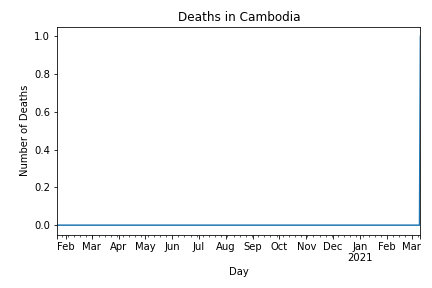 Deaths in Cambodia
1.0
0.8
0.6
0.4
0.2
0.0
Number of Deaths
Feb Mar Apr May Jun Jul Aug Sep Oct Nov Dec Jan Feb Mar
2021
Day